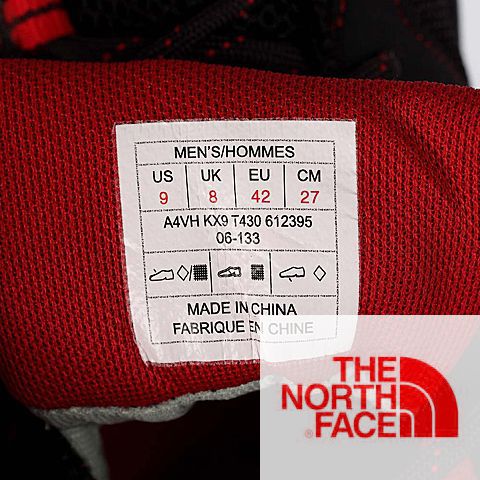 MEN'S/HOMMES
US UK EU CM
9 8 42 27
A4VH KX9 T430 612395
06-133
MADE IN CHINA
FABRIQUE EN CHINE
THE
NORTH
FACE